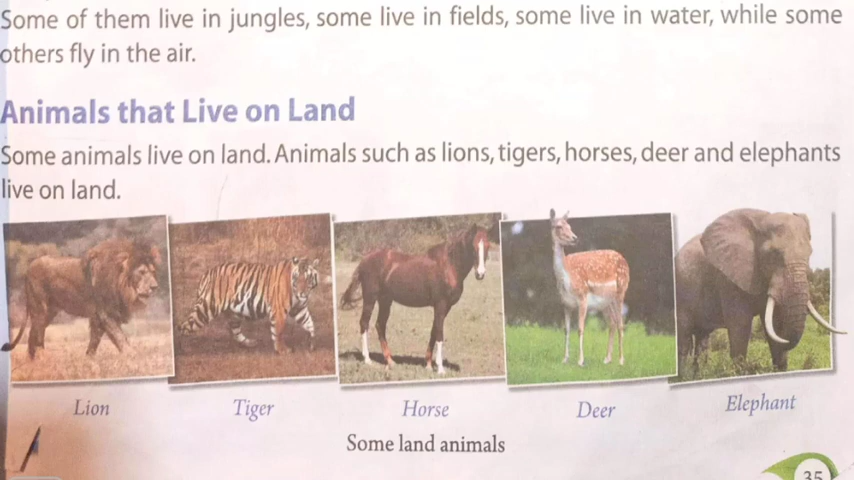 Some of them live in jungles, some live in fields, some live in water, while some
others fly in the air.
Animals that Live on Land
Some animals live on land. Animals such as lions, tigers, horses, deer and elephants
live on land.
Lion
Tiger
Horse
Deer
Elephant
Some land animals
35